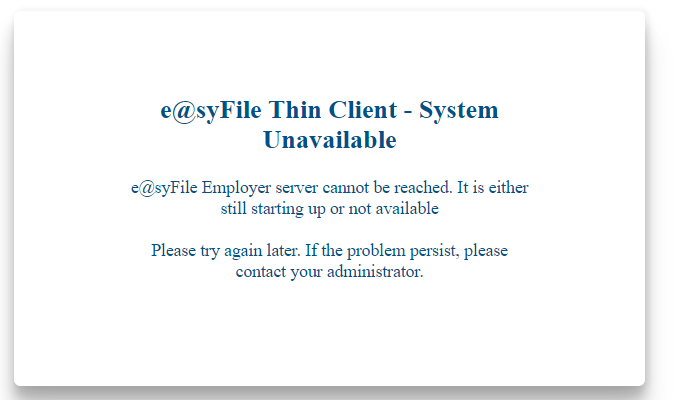 e@syFile Thin Client - System
Unavailable
e@syFile Employer server cannot be reached. It is either
still starting up or not available
Please try again later. If the problem persist, please
contact your administrator.